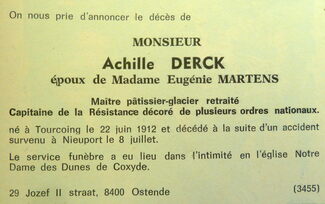 On nous prie d'annoncer le décès de
MONSIEUR
Achille DERCK
époux de Madame Eugénie MARTENS
Maître pâtissier-glacier retraité
Capitaine de la Résistance décoré de plusieurs ordres nationaux.
né à Tourcoing le 22 juin 1912 et décédé à la suite d'un accident
survenu à Nieuport le 8 juillet.
Le service funèbre a eu lieu dans l'intimité en l'église Notre
Dame des Dunes de Coxyde.
29 Jozef II straat, 8400 Ostende (3455)